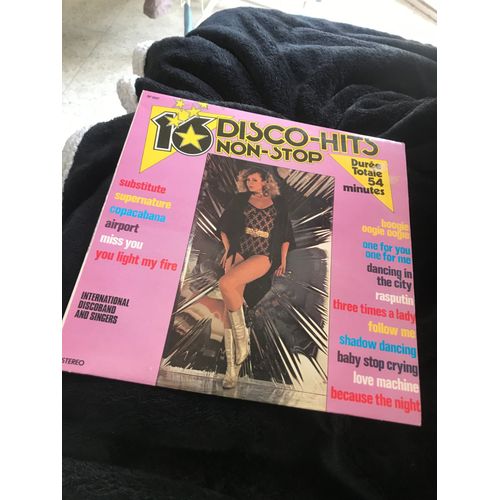 16 DISCO-HITS
NON-STOP
Durée
Totale
54
minutes
substitute
supernature
copacabana
airport
miss you
you light my fire
INTERNATIONAL
DISCOBAND
AND SINGERS
STEREO
boogie
oogie oogie
one for you
one for me
dancing in
the city
rasputin
three times a lady
follow me
shadow dancing
baby stop crying
love machine
because the night